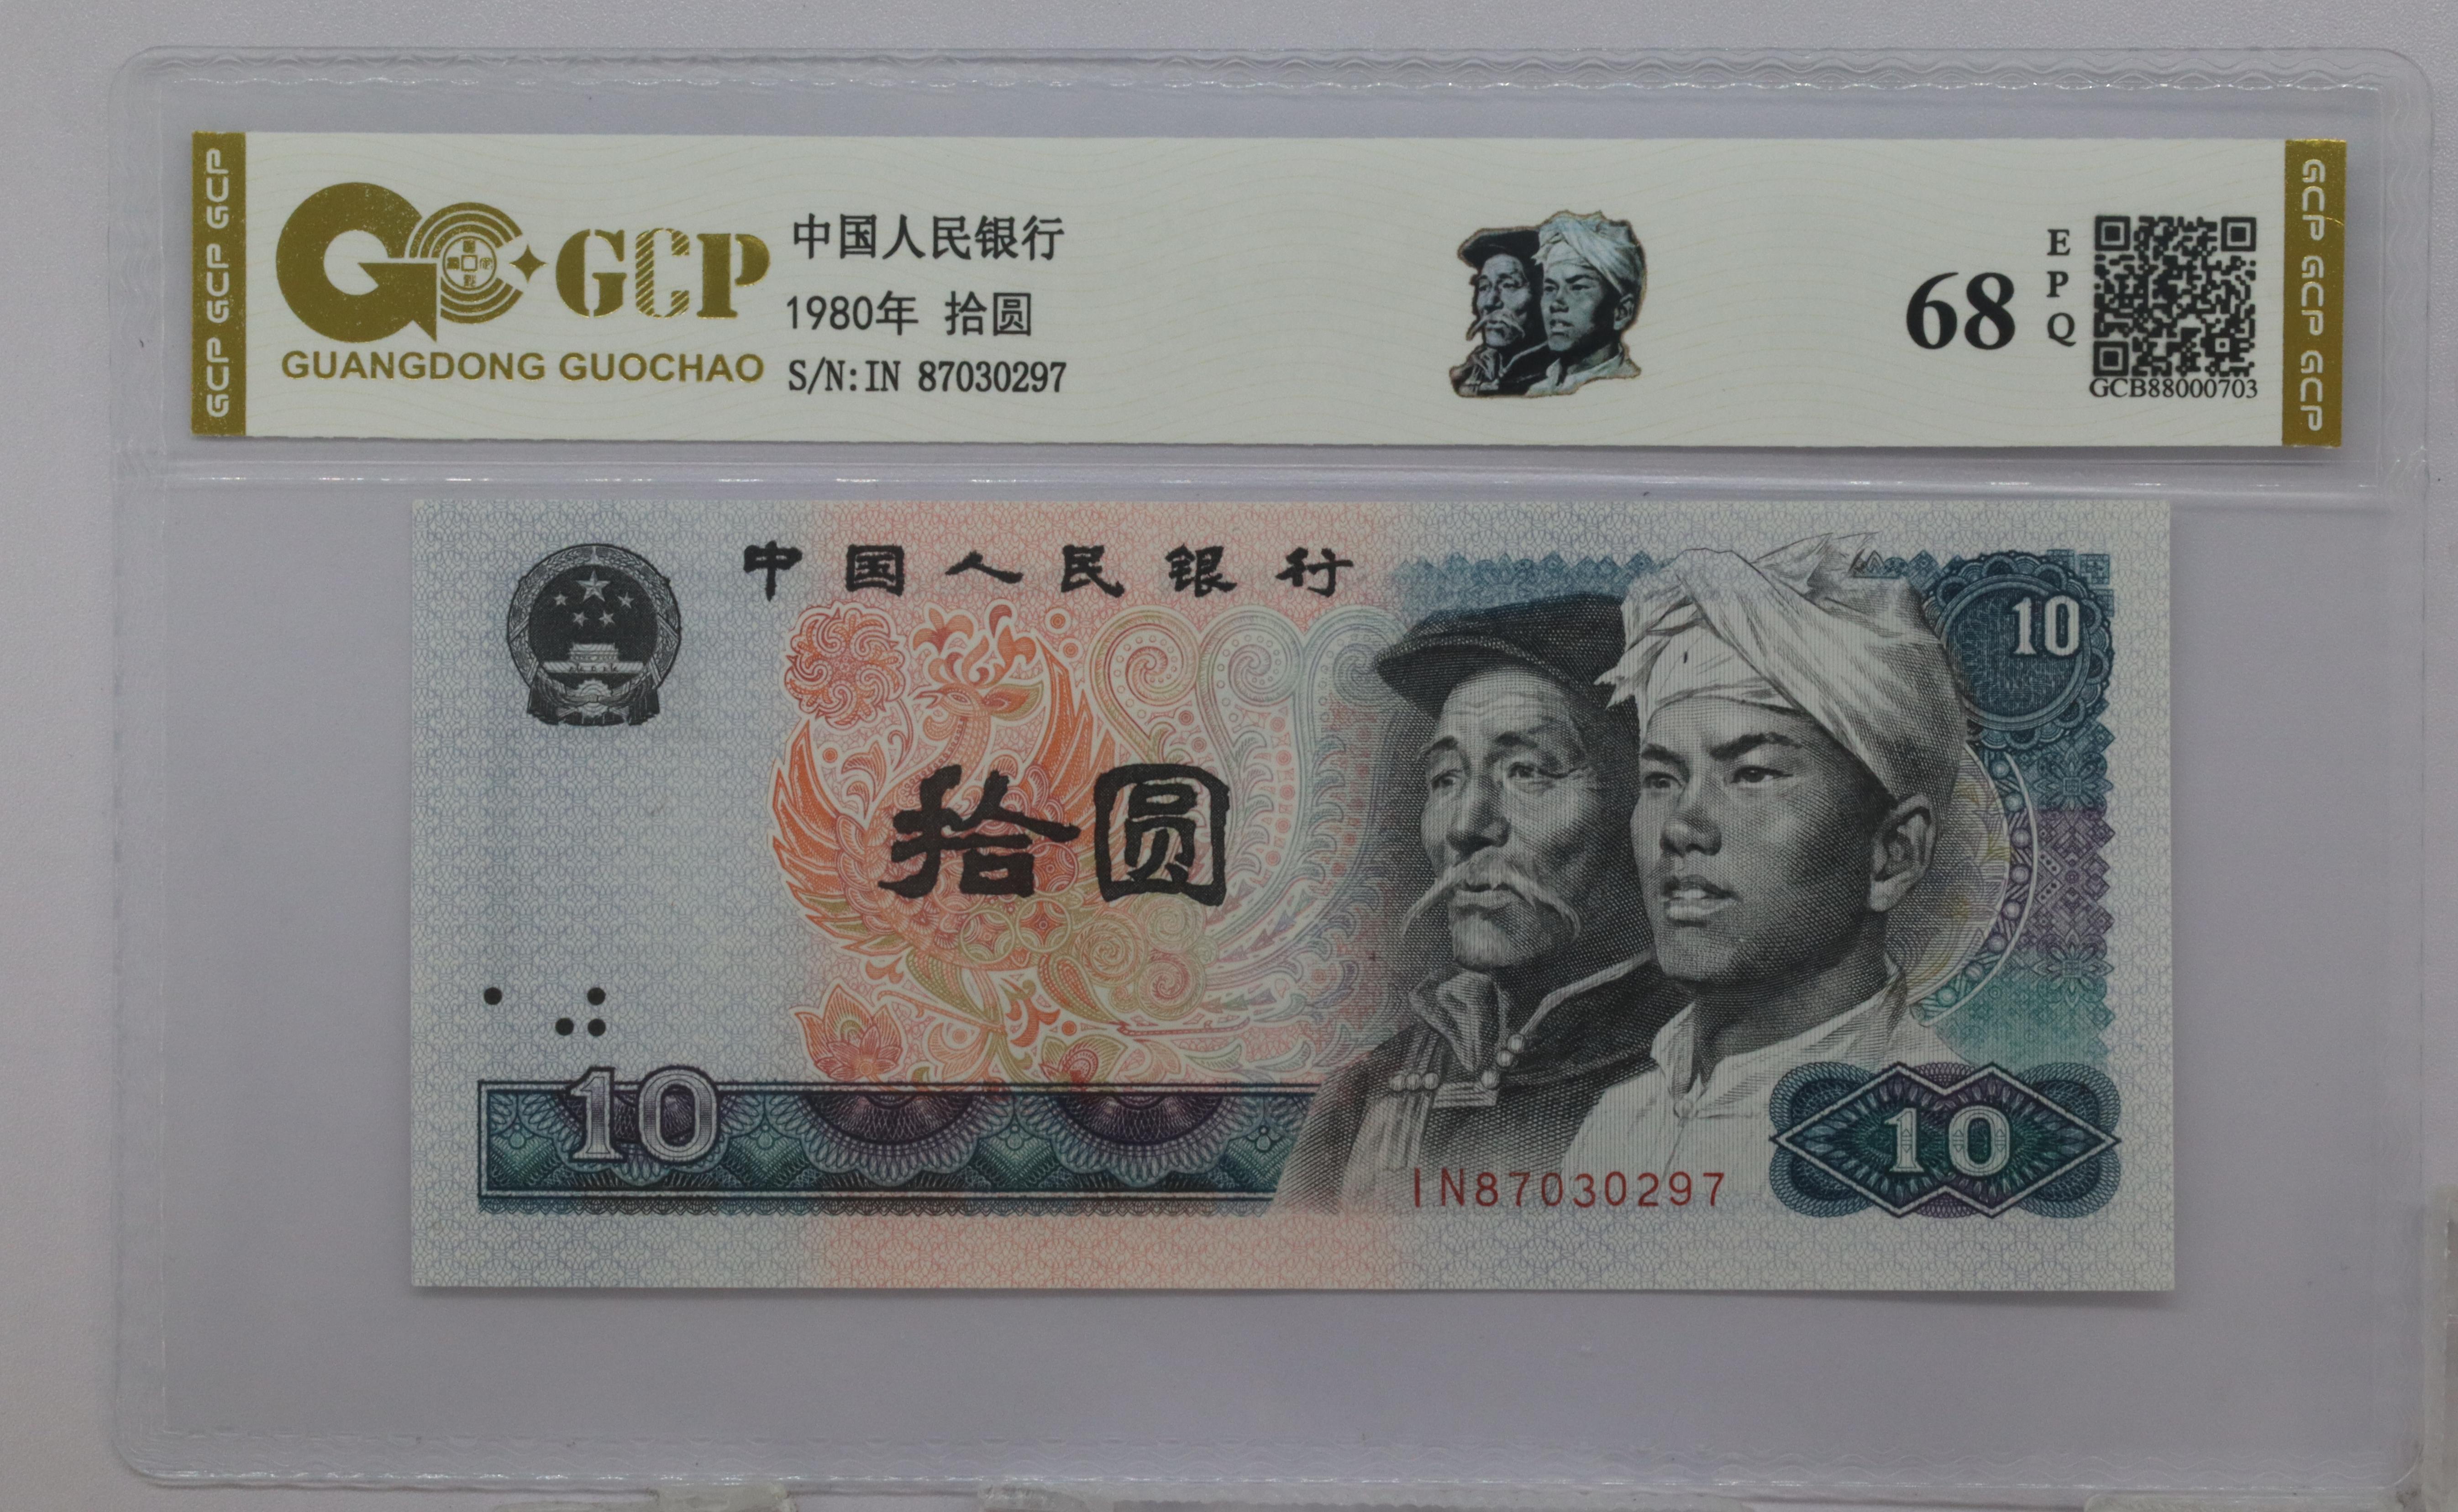 GCP GCP GCP
GCP
GUANGDONG GUOCHAO
中国人民银行
1980年 拾圆
S/N:IN 87030297
68
EPQ
GCB88000703
GCP GCP GCP
中国人民银行
10
拾圆
10
IN87030297
10